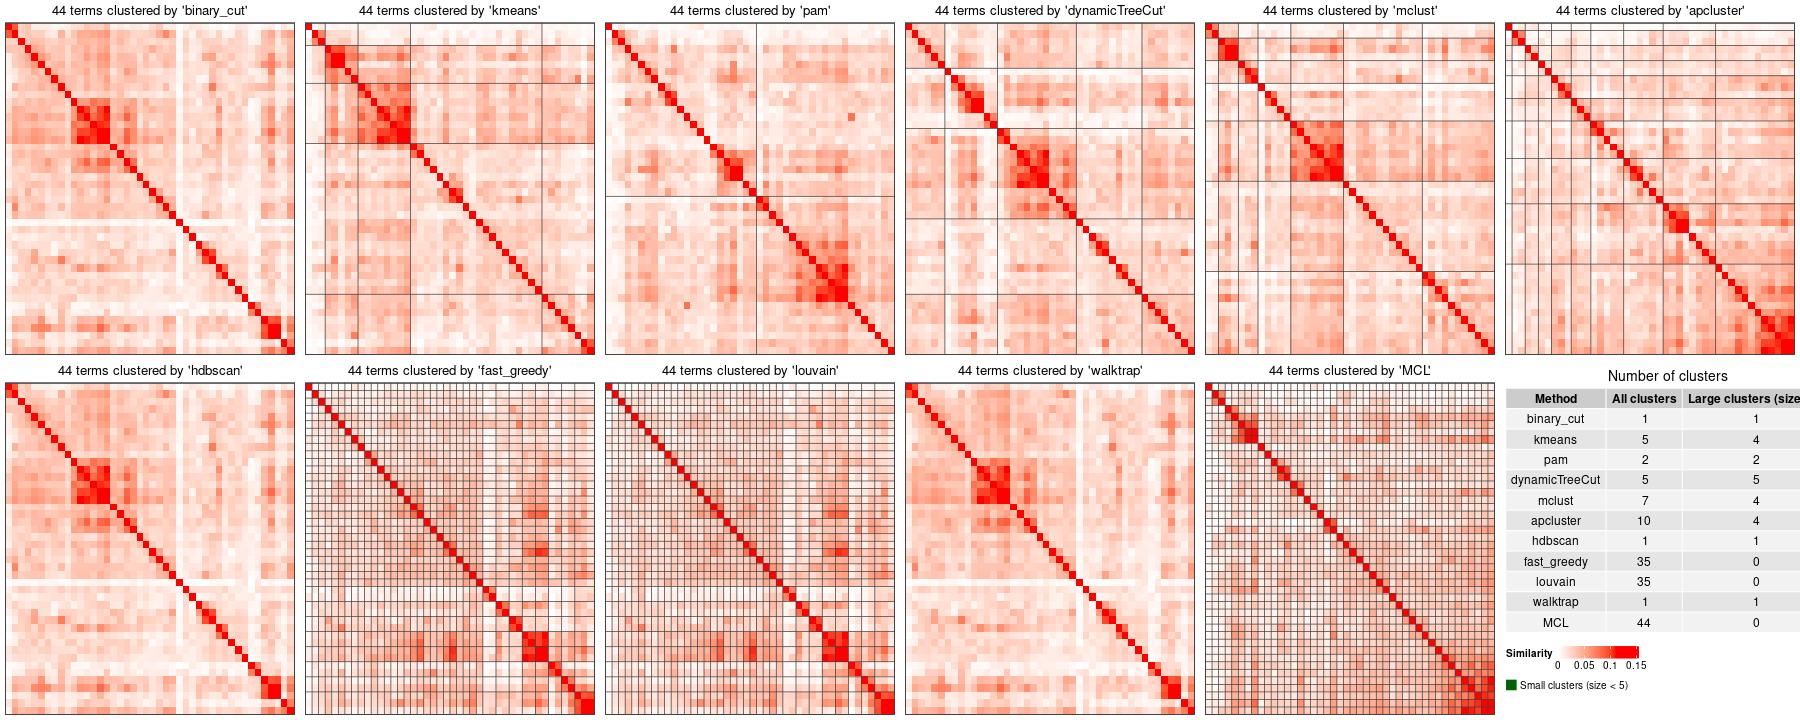 44 terms clustered by 'binary_cut'
44 terms clustered by 'kmeans'
44 terms clustered by 'pam'
44 terms clustered by 'dynamicTreeCut'
44 terms clustered by 'mclust'
44 terms clustered by 'apcluster'
44 terms clustered by 'hdbscan'
44 terms clustered by 'fast_greedy'
44 terms clustered by 'louvain'
44 terms clustered by 'walktrap'
44 terms clustered by 'MCL'
Number of clusters
Method All clusters Large clusters (size
binary_cut 1 1
kmeans 5 4
pam 2 2
dynamicTreeCut 5 5
mclust 7 4
apcluster 10 4
hdbscan 1 1
fast_greedy 35 0
louvain 35 0
walktrap 1 1
MCL 44 0
Similarity
0 0.05 0.1 0.15
Small clusters (size < 5)